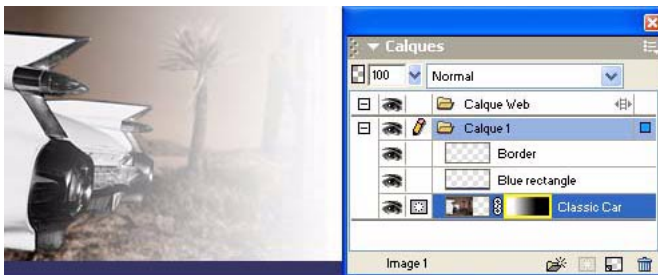 Calques
100 Normal
Calque Web
Calque 1
Border
Blue rectangle
Classic Car
Image 1